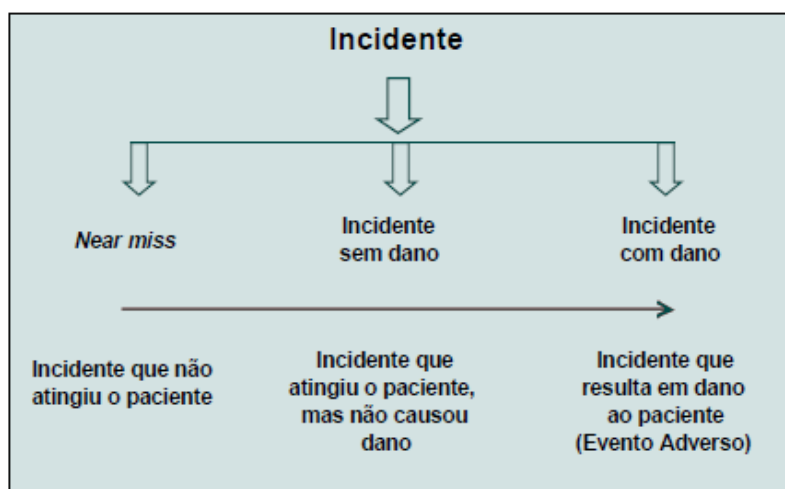 Incidente
Near miss
Incidente
sem dano
Incidente
com dano
Incidente que não
atingiu o paciente
Incidente que
atingiu o paciente,
mas não causou
dano
Incidente que
resulta em dano
ao paciente
(Evento Adverso)